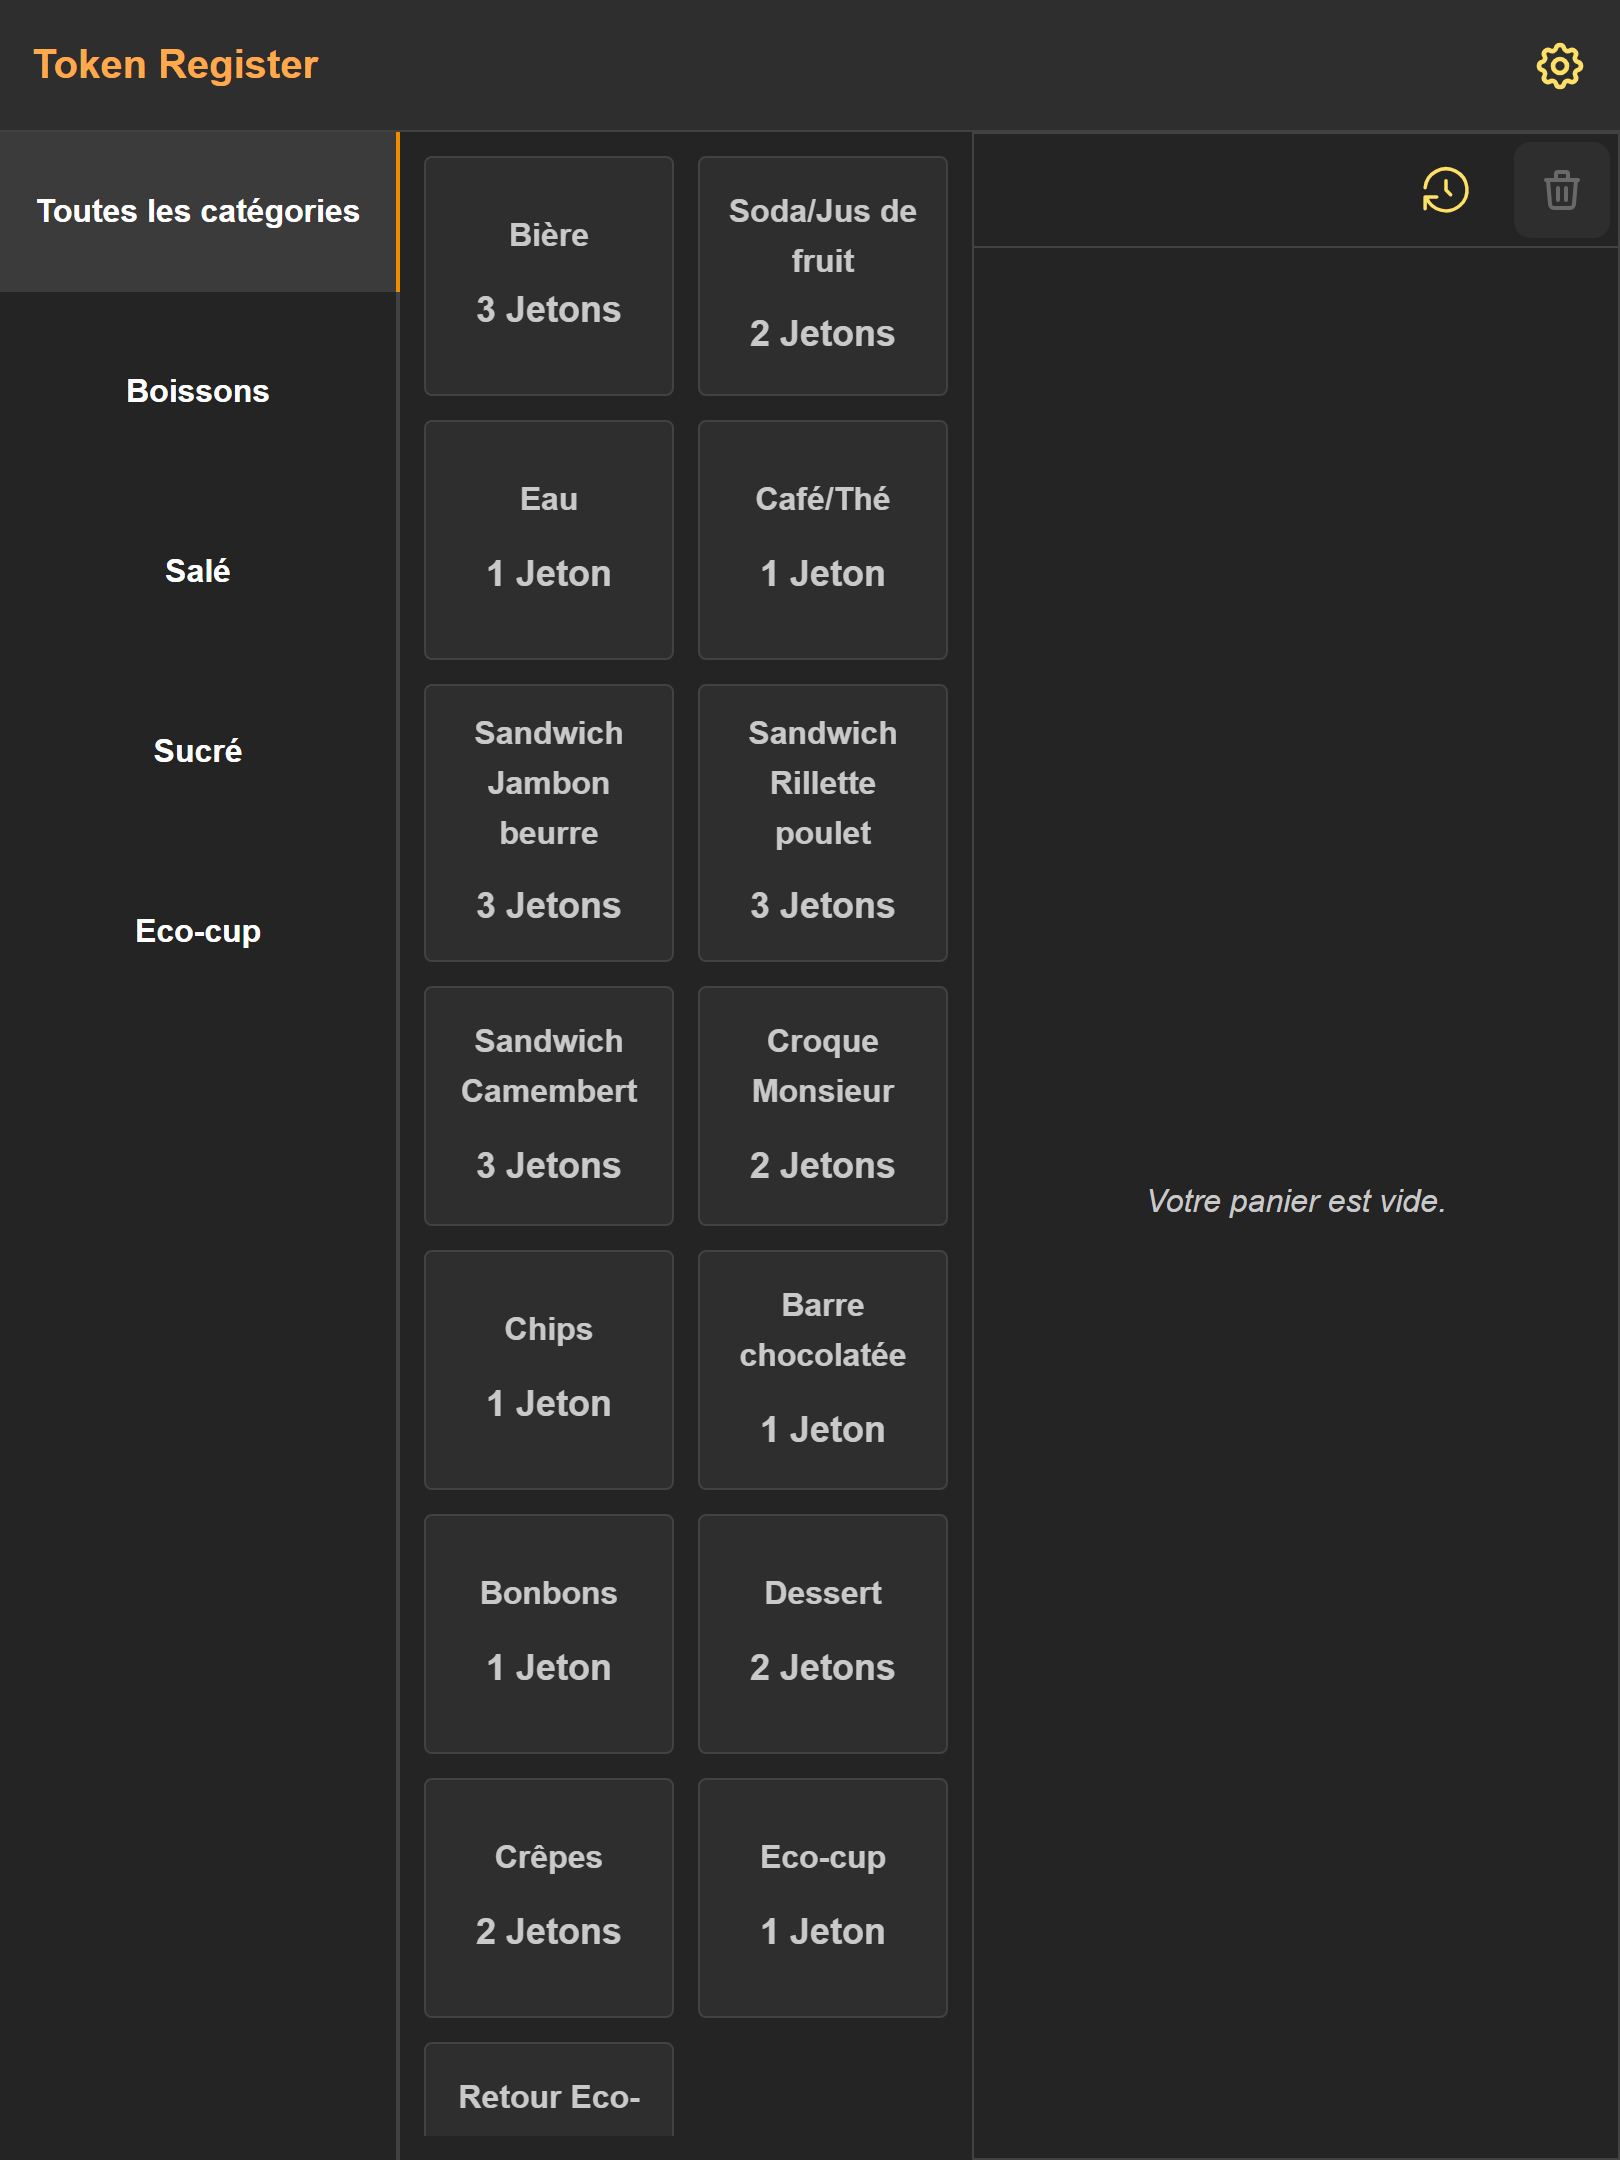 Token Register
Toutes les catégories
Boissons
Salé
Sucré
Eco-cup
Bière
3 Jetons
Soda/Jus de
fruit
2 Jetons
Eau
1 Jeton
Café/Thé
1 Jeton
Sandwich
Jambon
beurre
3 Jetons
Sandwich
Rillette
poulet
3 Jetons
Sandwich
Camembert
3 Jetons
Croque
Monsieur
2 Jetons
Chips
1 Jeton
Barre
chocolatée
1 Jeton
Bonbons
1 Jeton
Dessert
2 Jetons
Crêpes
2 Jetons
Eco-cup
1 Jeton
Retour Eco-
Votre panier est vide.